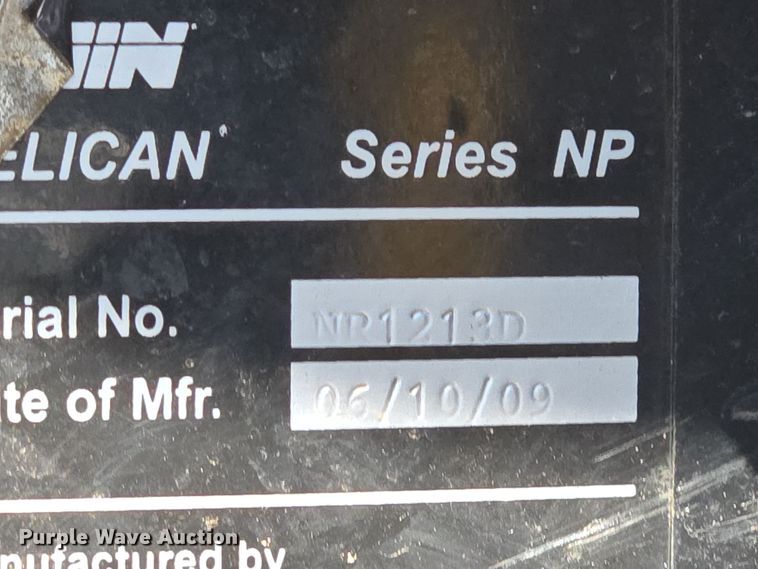 IIN
ELICAN Series NP
rial No. NP1213D
te of Mfr. 06/10/09
Purple Wave Auction
nufactured by